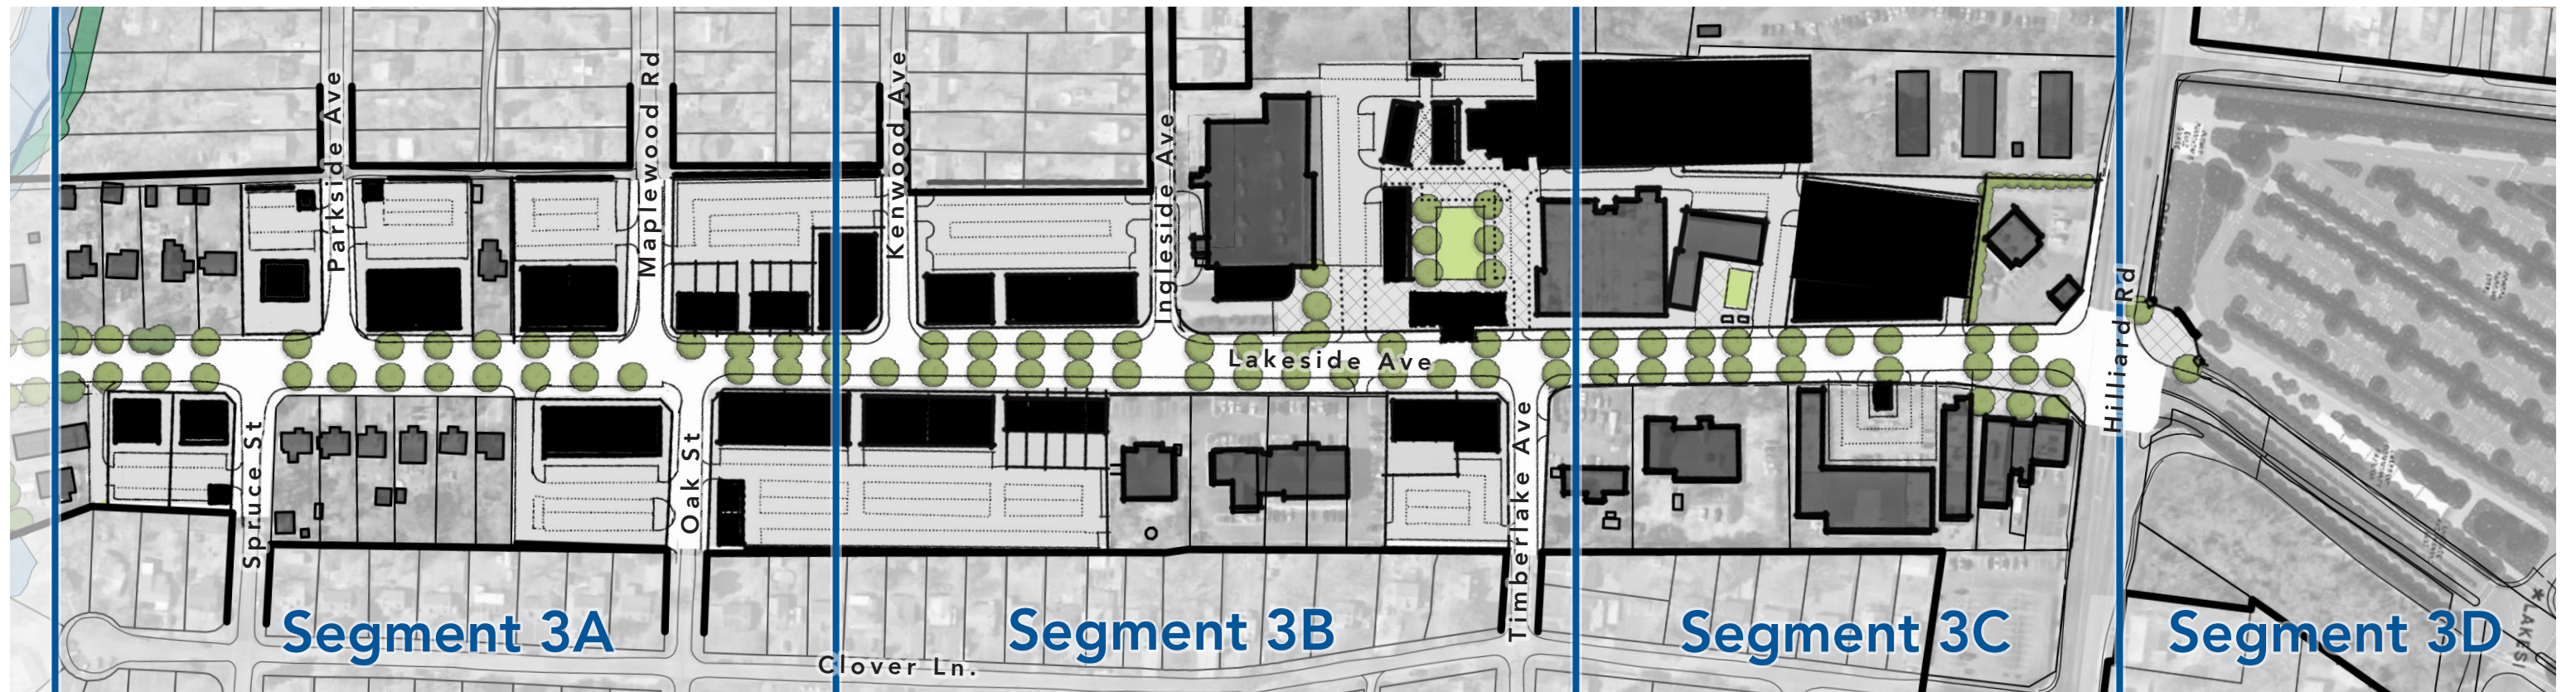 Parkside Ave
Maplewood Rd
Kenwood Ave
Ingleside Ave
Lakeside Ave
Hilliard Rd
Spruce St
Oak St
Timberlake Ave
Segment 3A
Segment 3B
Segment 3C
Segment 3D
Clover Ln.